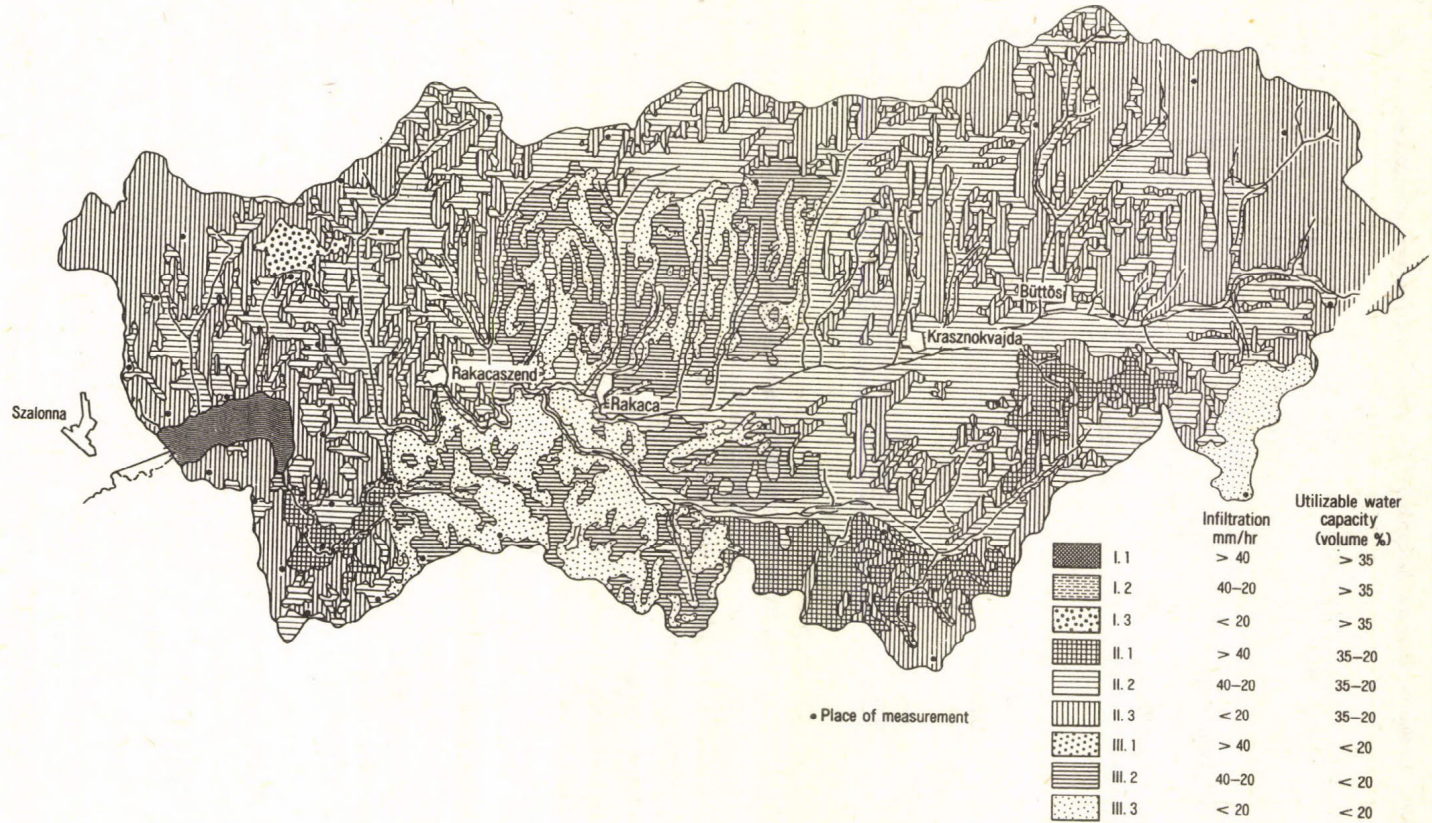 Büttös
Krasznokvajda
Rakacaszend
Rakaca
Szalonna
• Place of measurement
Infiltration mm/hr Utilizable water capacity (volume %)
I. 1 > 40 > 35
I. 2 40–20 > 35
I. 3 < 20 > 35
II. 1 > 40 35–20
II. 2 40–20 35–20
II. 3 < 20 35–20
III. 1 > 40 < 20
III. 2 40–20 < 20
III. 3 < 20 < 20